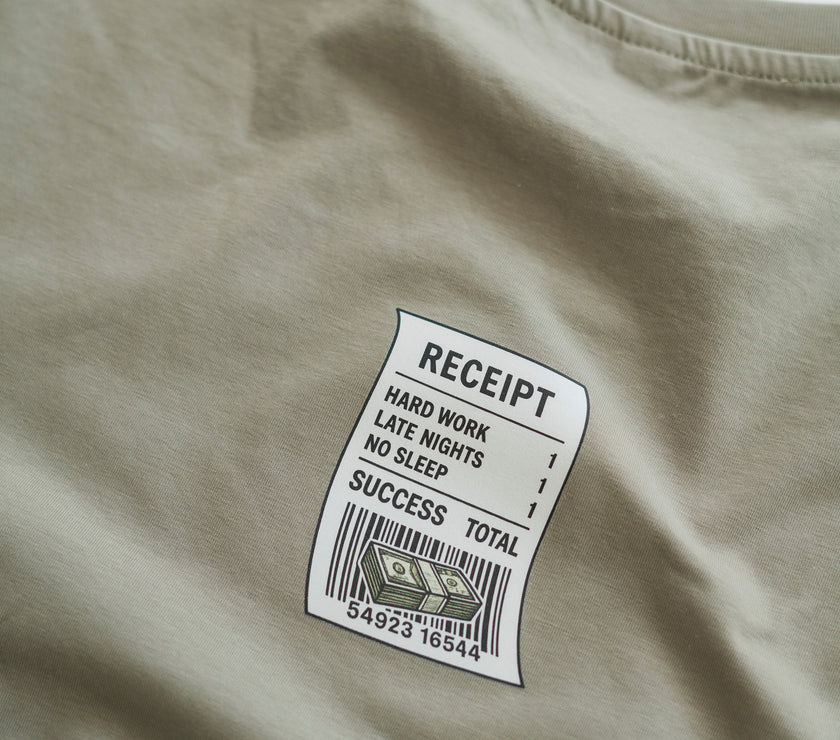 RECEIPT
HARD WORK 1
LATE NIGHTS 1
NO SLEEP 1
SUCCESS TOTAL
54923 16544